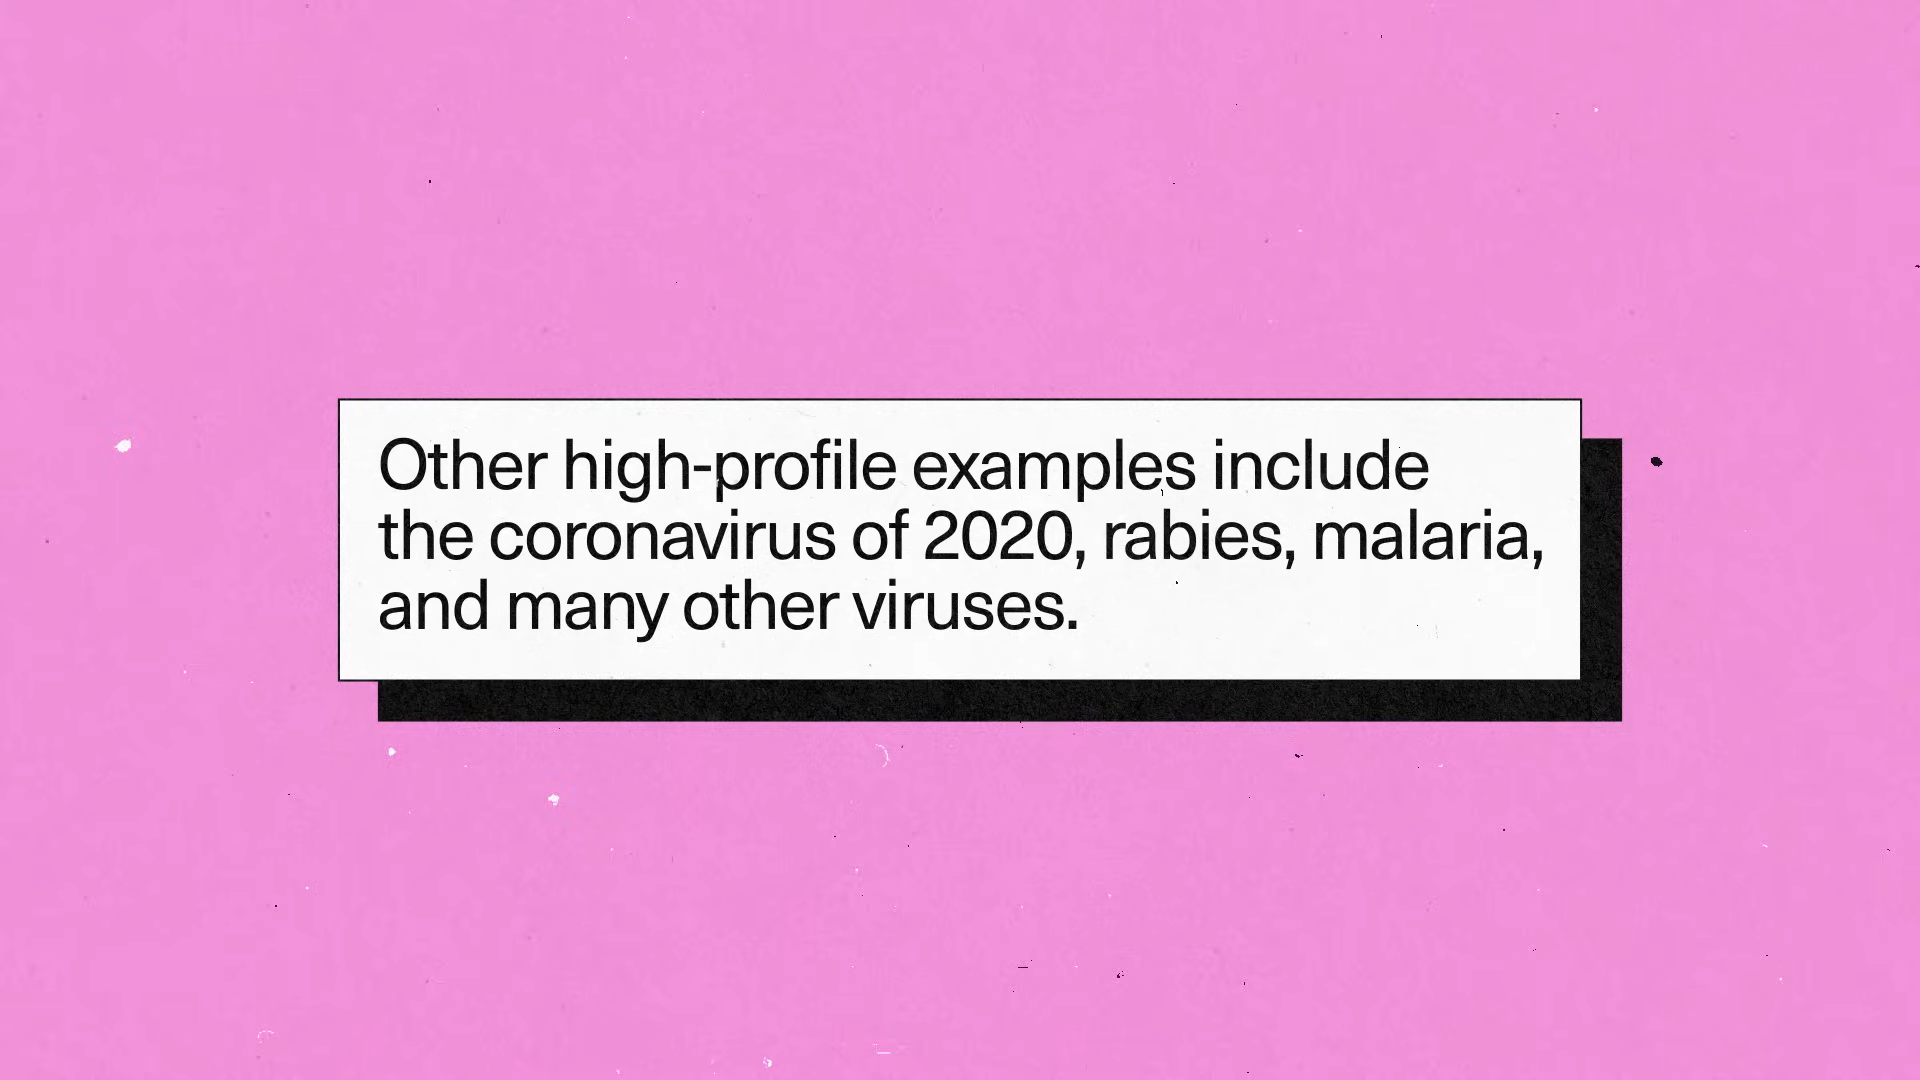 Other high-profile examples include
the coronavirus of 2020, rabies, malaria,
and many other viruses.